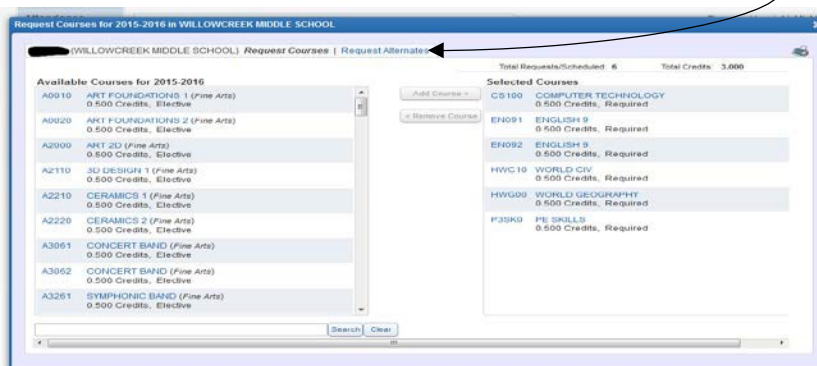 Request Courses for 2015-2016 in WILLOWCREEK MIDDLE SCHOOL
(WILLOWCREEK MIDDLE SCHOOL) Request Courses | Request Alternates
Total Requests/Scheduled: 6 Total Credits: 3.000
Available Courses for 2015-2016
A0010 ART FOUNDATIONS 1 (Fine Arts)
0.500 Credits, Elective
A0020 ART FOUNDATIONS 2 (Fine Arts)
0.500 Credits, Elective
A2000 ART 2D (Fine Arts)
0.500 Credits, Elective
A2110 3D DESIGN 1 (Fine Arts)
0.500 Credits, Elective
A2210 CERAMICS 1 (Fine Arts)
0.500 Credits, Elective
A2220 CERAMICS 2 (Fine Arts)
0.500 Credits, Elective
A3061 CONCERT BAND (Fine Arts)
0.500 Credits, Elective
A3062 CONCERT BAND (Fine Arts)
0.500 Credits, Elective
A3261 SYMPHONIC BAND (Fine Arts)
0.500 Credits, Elective
Search Clear
Add Course »
« Remove Course
Selected Courses
CS100 COMPUTER TECHNOLOGY
0.500 Credits, Required
EN091 ENGLISH 9
0.500 Credits, Required
EN092 ENGLISH 9
0.500 Credits, Required
HWC10 WORLD CIV
0.500 Credits, Required
HWG00 WORLD GEOGRAPHY
0.500 Credits, Required
P3SK0 PE SKILLS
0.500 Credits, Required